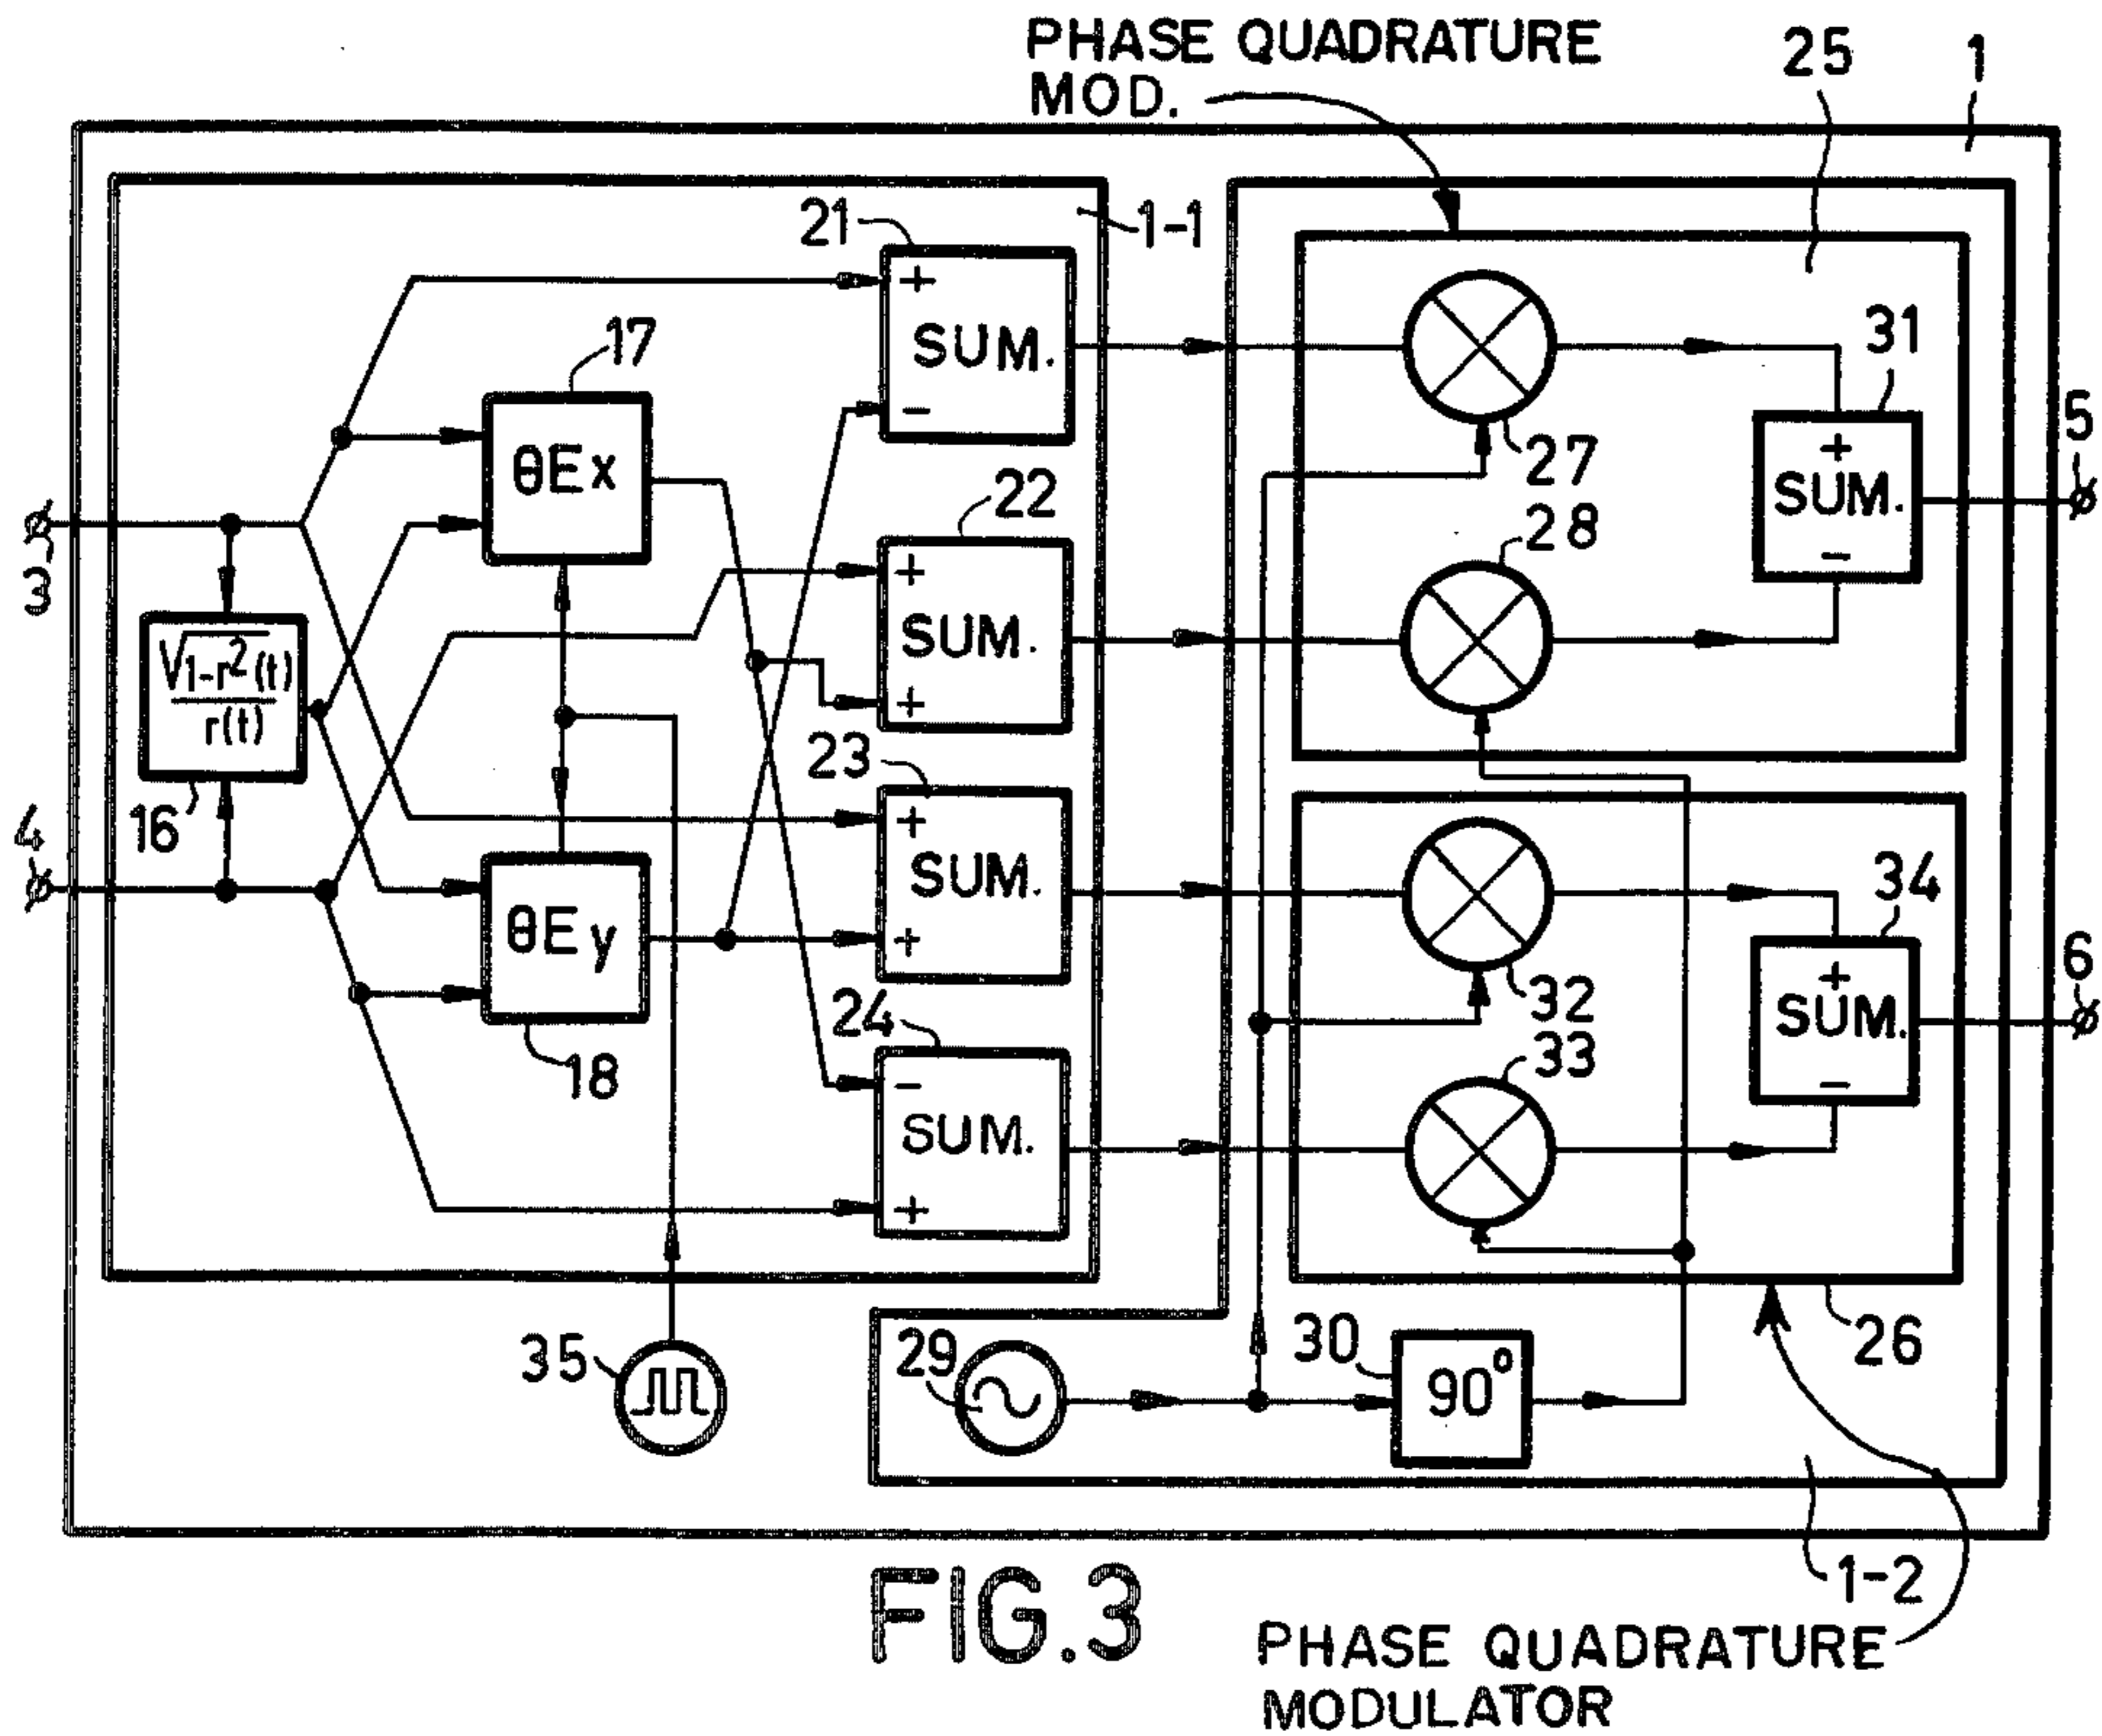 PHASE QUADRATURE
MOD.
25
1
21
1-1
+
SUM.
−
17
θEx
31
5
+
SUM.
−
27
22
28
+
SUM.
+
3
√1-r²(t)
r(t)
16
23
4
+
SUM.
+
θEy
18
34
6
+
SUM.
−
32
24
33
−
SUM.
+
35
29
30
90°
26
1-2
FIG.3
PHASE QUADRATURE
MODULATOR